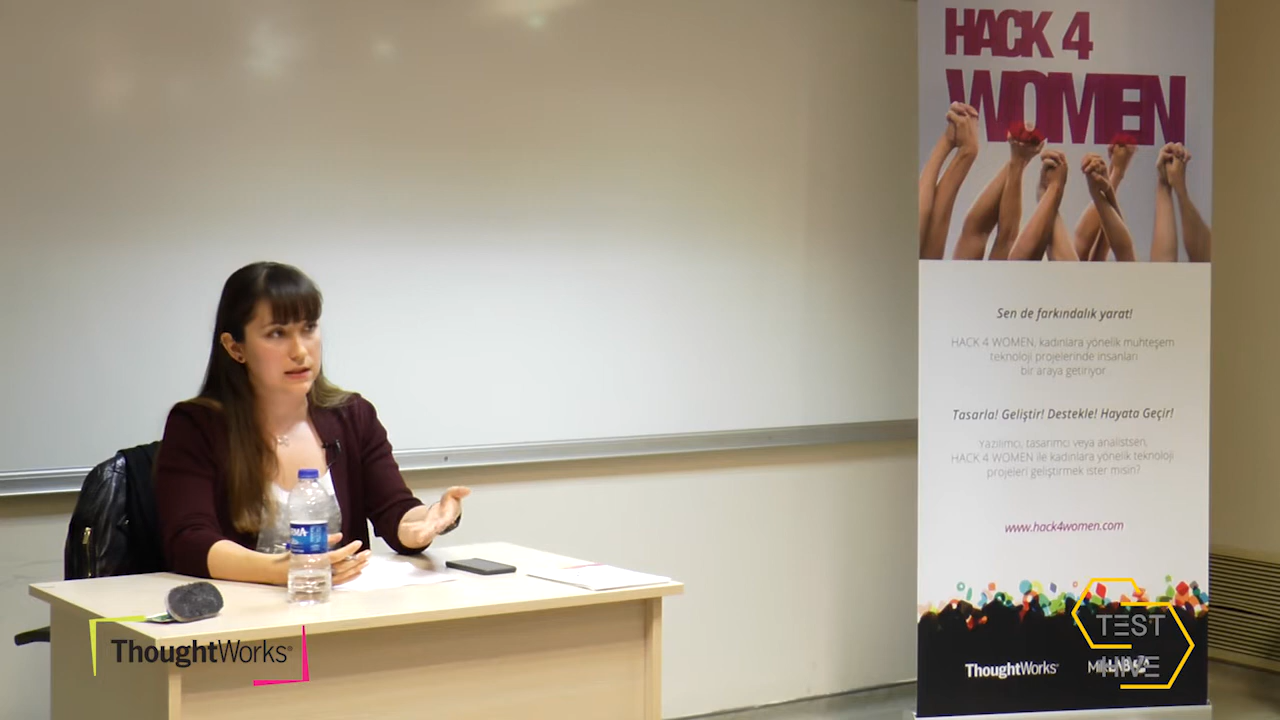 HACK 4
WOMEN
Sen de farkındalık yarat!
HACK 4 WOMEN, kadınlara yönelik muhteşem
teknoloji projelerinde insanları
bir araya getiriyor
Tasarla! Geliştir! Destekle! Hayata Geçir!
Yazılımcı, tasarımcı veya analistsen,
HACK 4 WOMEN ile kadınlara yönelik teknoloji
projeleri geliştirmek ister misin?
www.hack4women.com
ThoughtWorks®
TEST
HIVE
ThoughtWorks®